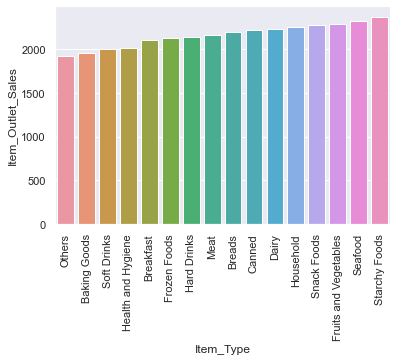 Item_Outlet_Sales
2000
1500
1000
500
0
Others
Baking Goods
Soft Drinks
Health and Hygiene
Breakfast
Frozen Foods
Hard Drinks
Meat
Breads
Canned
Dairy
Household
Snack Foods
Fruits and Vegetables
Seafood
Starchy Foods
Item_Type